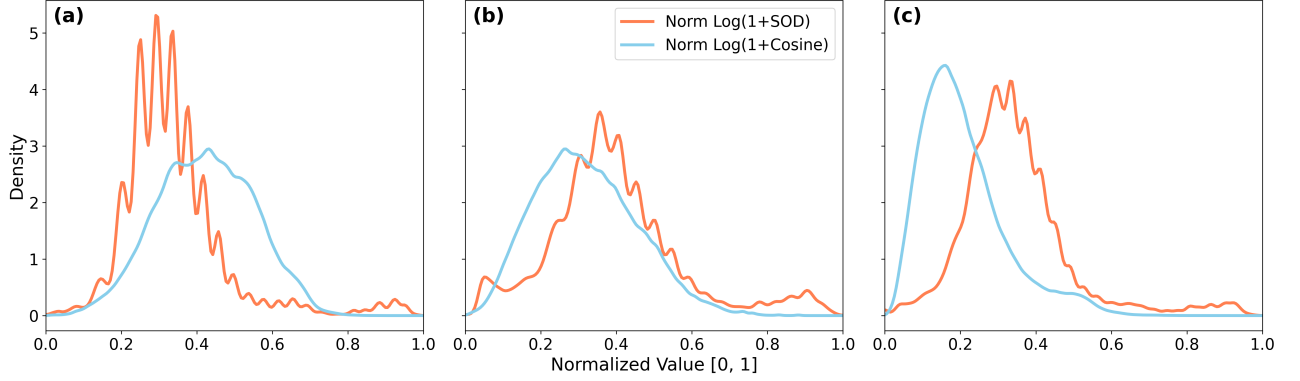 (a)
(b)
(c)
Norm Log(1+SOD)
Norm Log(1+Cosine)
Density
5
4
3
2
1
0
0.0 0.2 0.4 0.6 0.8 1.0
0.0 0.2 0.4 0.6 0.8 1.0
0.0 0.2 0.4 0.6 0.8 1.0
Normalized Value [0, 1]